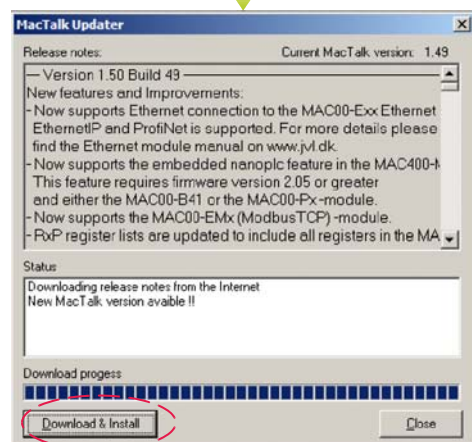 MacTalk Updater
Release notes: Current MacTalk version: 1.49
— Version 1.50 Build 49 —
New features and Improvements:
- Now supports Ethernet connection to the MAC00-Exx Ethernet
EthernetIP and ProfiNet is supported. For more details please
find the Ethernet module manual on www.jvl.dk.
- Now supports the embedded nanoplc feature in the MAC400-
This feature requires firmware version 2.05 or greater
and either the MAC00-B41 or the MAC00-Px-module.
- Now supports the MAC00-EMx (ModbusTCP) -module.
- RxP register lists are updated to include all registers in the MA
Status
Downloading release notes from the Internet
New MacTalk version avaible !!
Download progess
Download & Install
Close